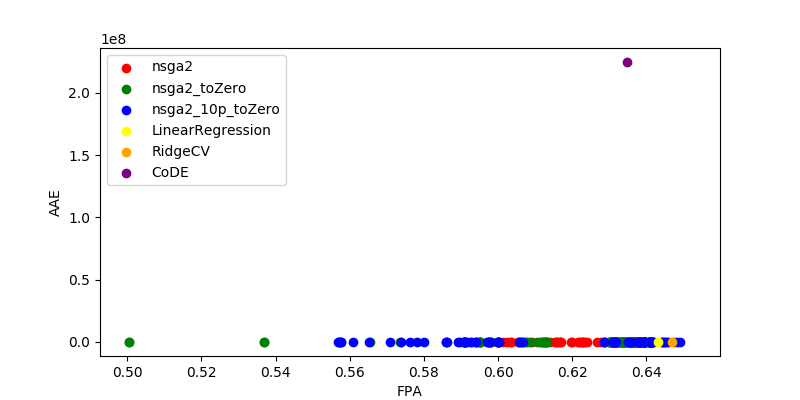 1e8
nsga2
nsga2_toZero
nsga2_10p_toZero
LinearRegression
RidgeCV
CoDE
2.0
1.5
1.0
0.5
0.0
AAE
0.50 0.52 0.54 0.56 0.58 0.60 0.62 0.64
FPA